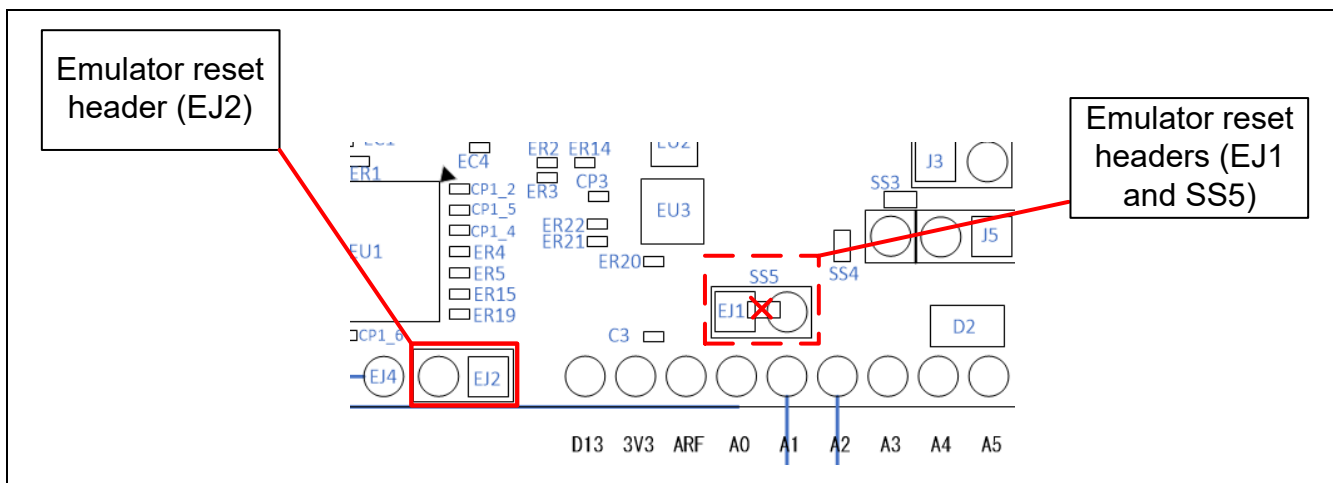 Emulator reset
header (EJ2)
Emulator reset
headers (EJ1
and SS5)
EC4
ER2 ER14
EU2
J3
ER1
CP1_2
ER3
CP3
SS3
CP1_5
EU3
CP1_4
ER22
ER21
J5
EU1
ER4
ER20
SS4
ER5
SS5
ER15
EJ1
ER19
D2
CP1_6
C3
EJ4
EJ2
D13 3V3 ARF A0 A1 A2 A3 A4 A5